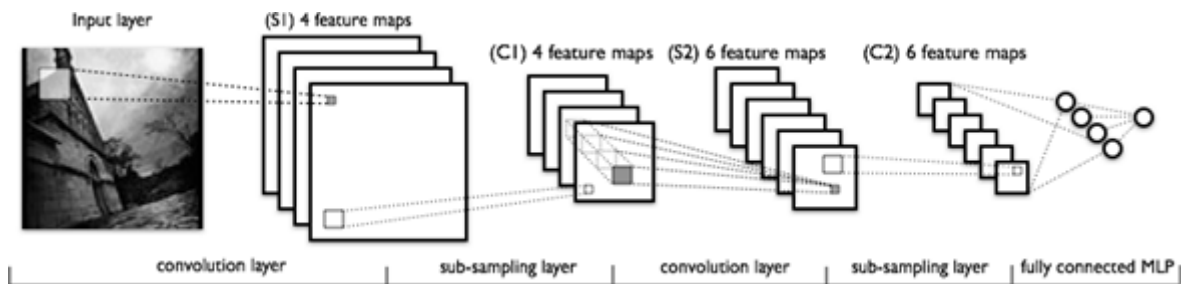 Input layer
(S1) 4 feature maps
(C1) 4 feature maps
(S2) 6 feature maps
(C2) 6 feature maps
convolution layer
sub-sampling layer
convolution layer
sub-sampling layer
fully connected MLP